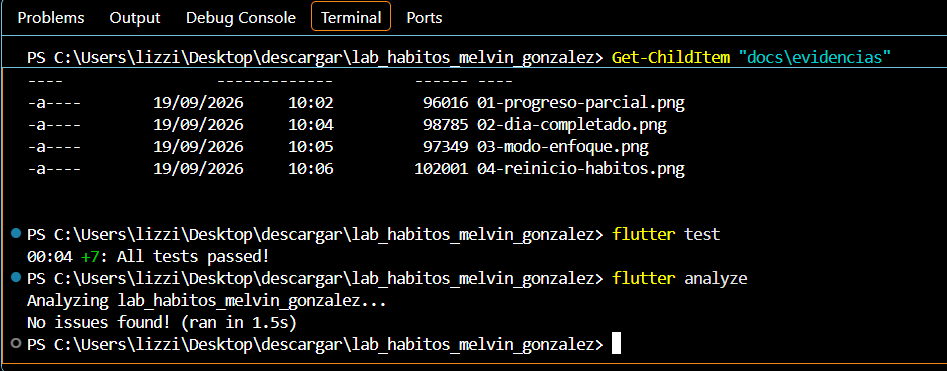 Problems Output Debug Console Terminal Ports
PS C:\Users\lizzi\Desktop\descargar\lab_habitos_melvin_gonzalez> Get-ChildItem "docs\evidencias"
---- ------------- ------ ----
-a---- 19/09/2026 10:02 96016 01-progreso-parcial.png
-a---- 19/09/2026 10:04 98785 02-dia-completado.png
-a---- 19/09/2026 10:05 97349 03-modo-enfoque.png
-a---- 19/09/2026 10:06 102001 04-reinicio-habitos.png
PS C:\Users\lizzi\Desktop\descargar\lab_habitos_melvin_gonzalez> flutter test
00:04 +7: All tests passed!
PS C:\Users\lizzi\Desktop\descargar\lab_habitos_melvin_gonzalez> flutter analyze
Analyzing lab_habitos_melvin_gonzalez...
No issues found! (ran in 1.5s)
PS C:\Users\lizzi\Desktop\descargar\lab_habitos_melvin_gonzalez>